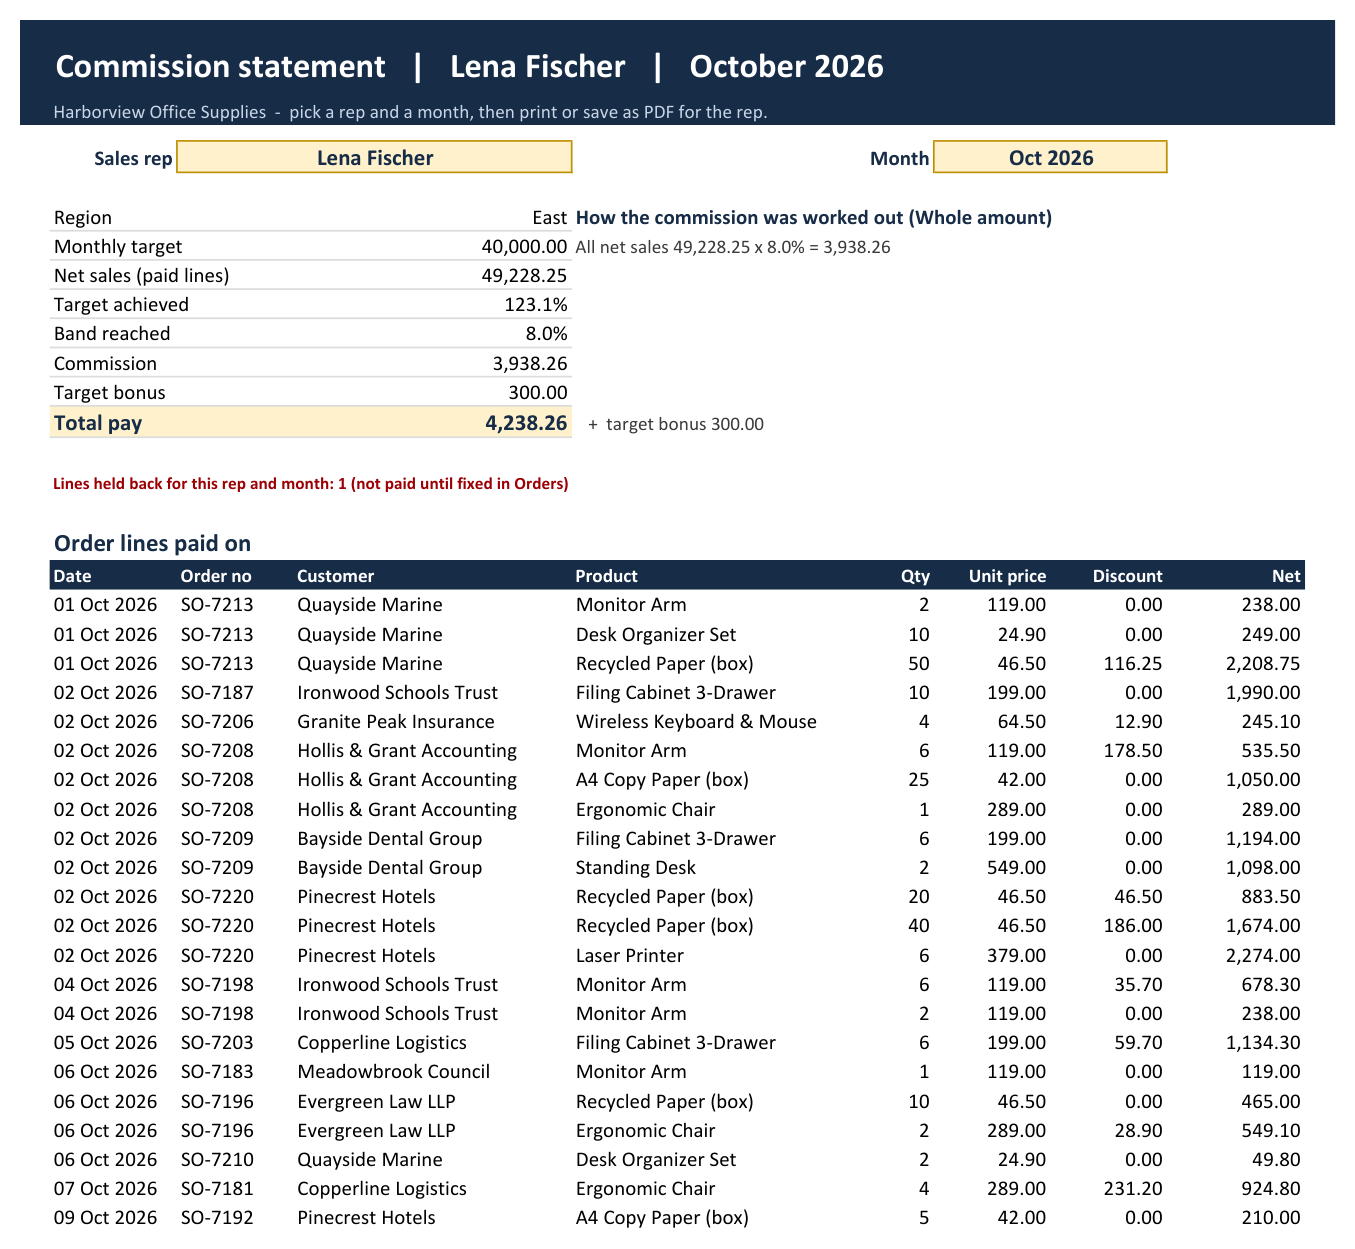 Commission statement | Lena Fischer | October 2026
Harborview Office Supplies - pick a rep and a month, then print or save as PDF for the rep.
Sales rep Lena Fischer Month Oct 2026
Region East How the commission was worked out (Whole amount)
Monthly target 40,000.00 All net sales 49,228.25 x 8.0% = 3,938.26
Net sales (paid lines) 49,228.25
Target achieved 123.1%
Band reached 8.0%
Commission 3,938.26
Target bonus 300.00
Total pay 4,238.26 + target bonus 300.00
Lines held back for this rep and month: 1 (not paid until fixed in Orders)
Order lines paid on
Date Order no Customer Product Qty Unit price Discount Net
01 Oct 2026 SO-7213 Quayside Marine Monitor Arm 2 119.00 0.00 238.00
01 Oct 2026 SO-7213 Quayside Marine Desk Organizer Set 10 24.90 0.00 249.00
01 Oct 2026 SO-7213 Quayside Marine Recycled Paper (box) 50 46.50 116.25 2,208.75
02 Oct 2026 SO-7187 Ironwood Schools Trust Filing Cabinet 3-Drawer 10 199.00 0.00 1,990.00
02 Oct 2026 SO-7206 Granite Peak Insurance Wireless Keyboard & Mouse 4 64.50 12.90 245.10
02 Oct 2026 SO-7208 Hollis & Grant Accounting Monitor Arm 6 119.00 178.50 535.50
02 Oct 2026 SO-7208 Hollis & Grant Accounting A4 Copy Paper (box) 25 42.00 0.00 1,050.00
02 Oct 2026 SO-7208 Hollis & Grant Accounting Ergonomic Chair 1 289.00 0.00 289.00
02 Oct 2026 SO-7209 Bayside Dental Group Filing Cabinet 3-Drawer 6 199.00 0.00 1,194.00
02 Oct 2026 SO-7209 Bayside Dental Group Standing Desk 2 549.00 0.00 1,098.00
02 Oct 2026 SO-7220 Pinecrest Hotels Recycled Paper (box) 20 46.50 46.50 883.50
02 Oct 2026 SO-7220 Pinecrest Hotels Recycled Paper (box) 40 46.50 186.00 1,674.00
02 Oct 2026 SO-7220 Pinecrest Hotels Laser Printer 6 379.00 0.00 2,274.00
04 Oct 2026 SO-7198 Ironwood Schools Trust Monitor Arm 6 119.00 35.70 678.30
04 Oct 2026 SO-7198 Ironwood Schools Trust Monitor Arm 2 119.00 0.00 238.00
05 Oct 2026 SO-7203 Copperline Logistics Filing Cabinet 3-Drawer 6 199.00 59.70 1,134.30
06 Oct 2026 SO-7183 Meadowbrook Council Monitor Arm 1 119.00 0.00 119.00
06 Oct 2026 SO-7196 Evergreen Law LLP Recycled Paper (box) 10 46.50 0.00 465.00
06 Oct 2026 SO-7196 Evergreen Law LLP Ergonomic Chair 2 289.00 28.90 549.10
06 Oct 2026 SO-7210 Quayside Marine Desk Organizer Set 2 24.90 0.00 49.80
07 Oct 2026 SO-7181 Copperline Logistics Ergonomic Chair 4 289.00 231.20 924.80
09 Oct 2026 SO-7192 Pinecrest Hotels A4 Copy Paper (box) 5 42.00 0.00 210.00